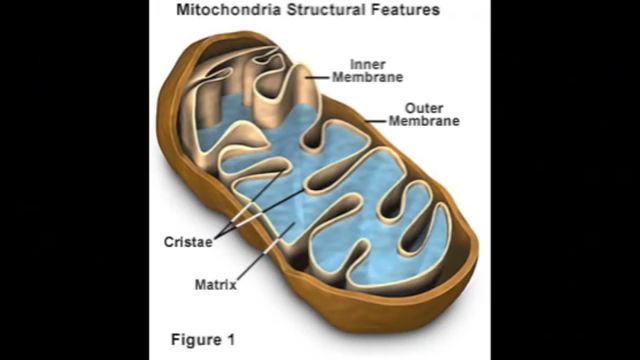 Mitochondria Structural Features
Inner
Membrane
Outer
Membrane
Cristae
Matrix
Figure 1